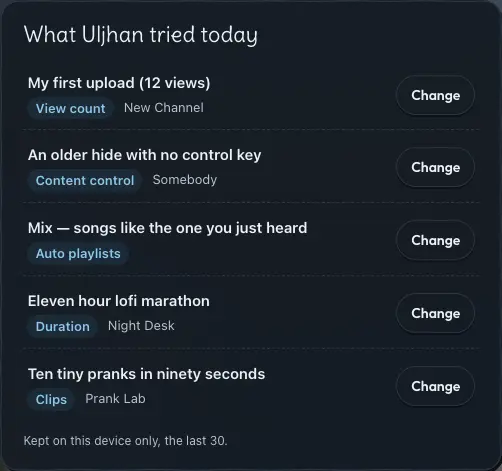 What Uljhan tried today
My first upload (12 views)
View count New Channel
Change
An older hide with no control key
Content control Somebody
Change
Mix — songs like the one you just heard
Auto playlists
Change
Eleven hour lofi marathon
Duration Night Desk
Change
Ten tiny pranks in ninety seconds
Clips Prank Lab
Change
Kept on this device only, the last 30.